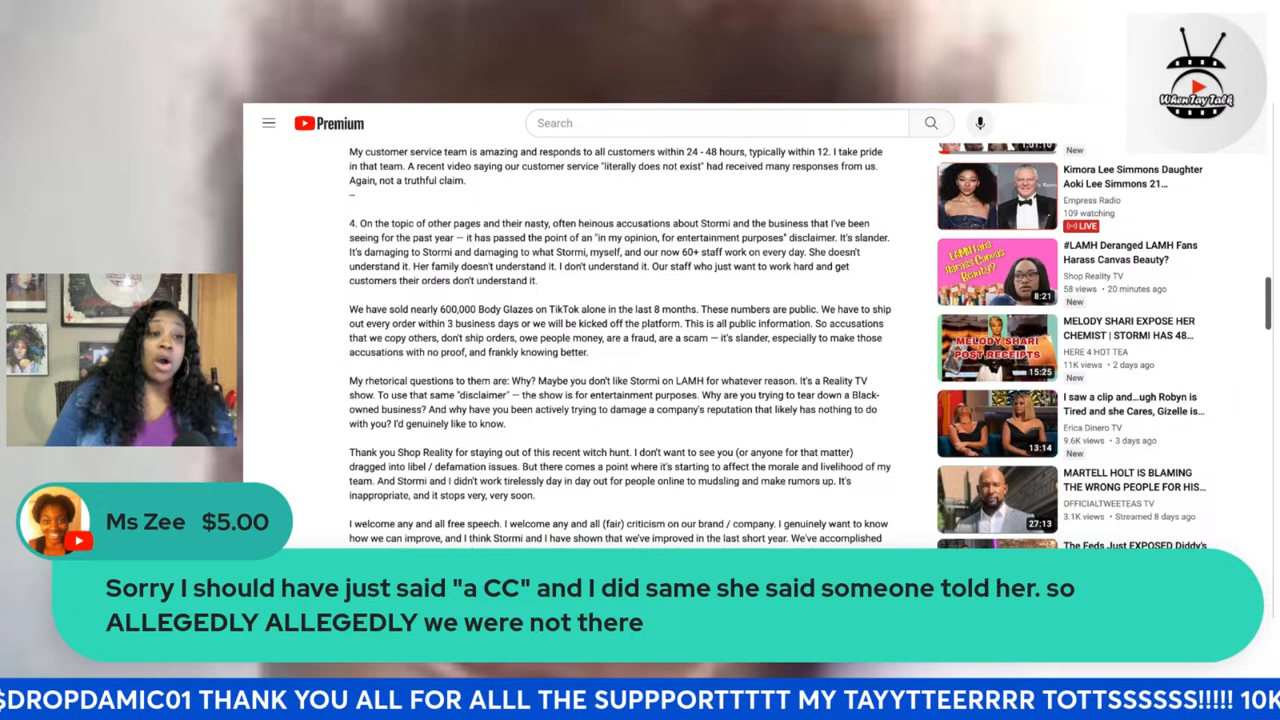 WhenTayTalk
Premium
Search
My customer service team is amazing and responds to all customers within 24 - 48 hours, typically within 12. I take pride
in that team. A recent video saying our customer service "literally does not exist" had received many responses from us.
Again, not a truthful claim.
--
4. On the topic of other pages and their nasty, often heinous accusations about Stormi and the business that I've been
seeing for the past year — it has passed the point of an "in my opinion, for entertainment purposes" disclaimer. It's slander.
It's damaging to Stormi and damaging to what Stormi, myself, and our now 60+ staff work on every day. She doesn't
understand it. Her family doesn't understand it. I don't understand it. Our staff who just want to work hard and get
customers their orders don't understand it.
We have sold nearly 600,000 Body Glazes on TikTok alone in the last 8 months. These numbers are public. We have to ship
out every order within 3 business days or we will be kicked off the platform. This is all public information. So accusations
that we copy others, don't ship orders, owe people money, are a fraud, are a scam — it's slander, especially to make those
accusations with no proof, and frankly knowing better.
My rhetorical questions to them are: Why? Maybe you don't like Stormi on LAMH for whatever reason. It's a Reality TV
show. To use that same "disclaimer" — the show is for entertainment purposes. Why are you trying to tear down a Black-
owned business? And why have you been actively trying to damage a company's reputation that likely has nothing to do
with you? I'd genuinely like to know.
Thank you Shop Reality for staying out of this recent witch hunt. I don't want to see you (or anyone for that matter)
dragged into libel / defamation issues. But there comes a point where it's starting to affect the morale and livelihood of my
team. And Stormi and I didn't work tirelessly day in day out for people online to mudsling and make rumors up. It's
inappropriate, and it stops very, very soon.
I welcome any and all free speech. I welcome any and all (fair) criticism on our brand / company. I genuinely want to know
how we can improve, and I think Stormi and I have shown that we've improved in the last short year. We've accomplished
New
Kimora Lee Simmons Daughter
Aoki Lee Simmons 21...
Empress Radio
109 watching
LIVE
LAMH Fans
Harass Canvas
Beauty?
8:21
#LAMH Deranged LAMH Fans
Harass Canvas Beauty?
Shop Reality TV
58 views • 20 minutes ago
New
MELODY SHARI
POST RECEIPTS
15:25
MELODY SHARI EXPOSE HER
CHEMIST | STORMI HAS 48...
HERE 4 HOT TEA
11K views • 2 days ago
New
13:14
I saw a clip and...ugh Robyn is
Tired and she Cares, Gizelle is...
Erica Dinero TV
9.6K views • 3 days ago
New
27:13
MARTELL HOLT IS BLAMING
THE WRONG PEOPLE FOR HIS...
OFFICIALTWEETEAS TV
3.1K views • Streamed 8 days ago
The Feds Just EXPOSED Diddy's
Ms Zee $5.00
Sorry I should have just said "a CC" and I did same she said someone told her. so
ALLEGEDLY ALLEGEDLY we were not there
$DROPDAMIC01 THANK YOU ALL FOR ALLL THE SUPPPORTTTTT MY TAYYTTEERRRR TOTTSSSSSS!!!!! 10K